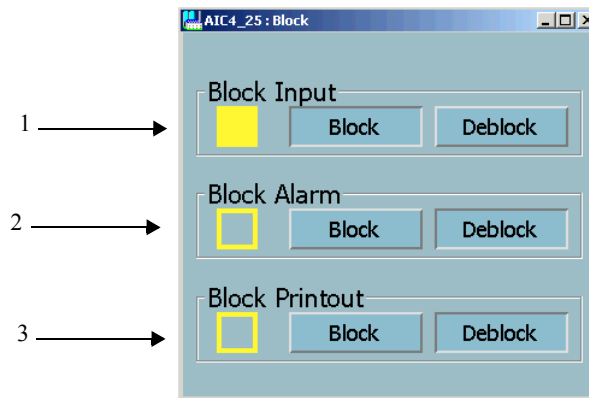 AIC4_25 : Block
Block Input
1
Block Deblock
Block Alarm
2
Block Deblock
Block Printout
3
Block Deblock